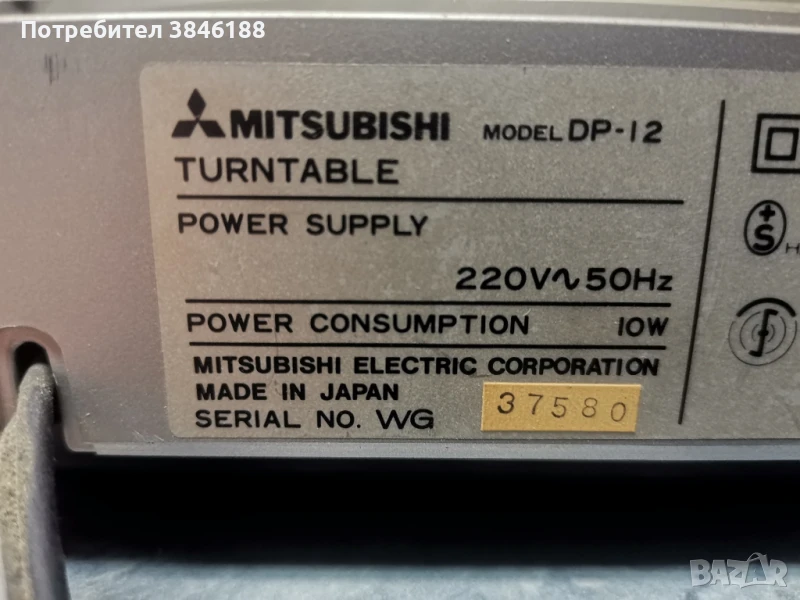 Потребител 3846188
MITSUBISHI MODEL DP-12
TURNTABLE
POWER SUPPLY
220V∿50Hz
POWER CONSUMPTION 10W
MITSUBISHI ELECTRIC CORPORATION
MADE IN JAPAN
SERIAL NO. WG 37580
+
S
H
BAZAR